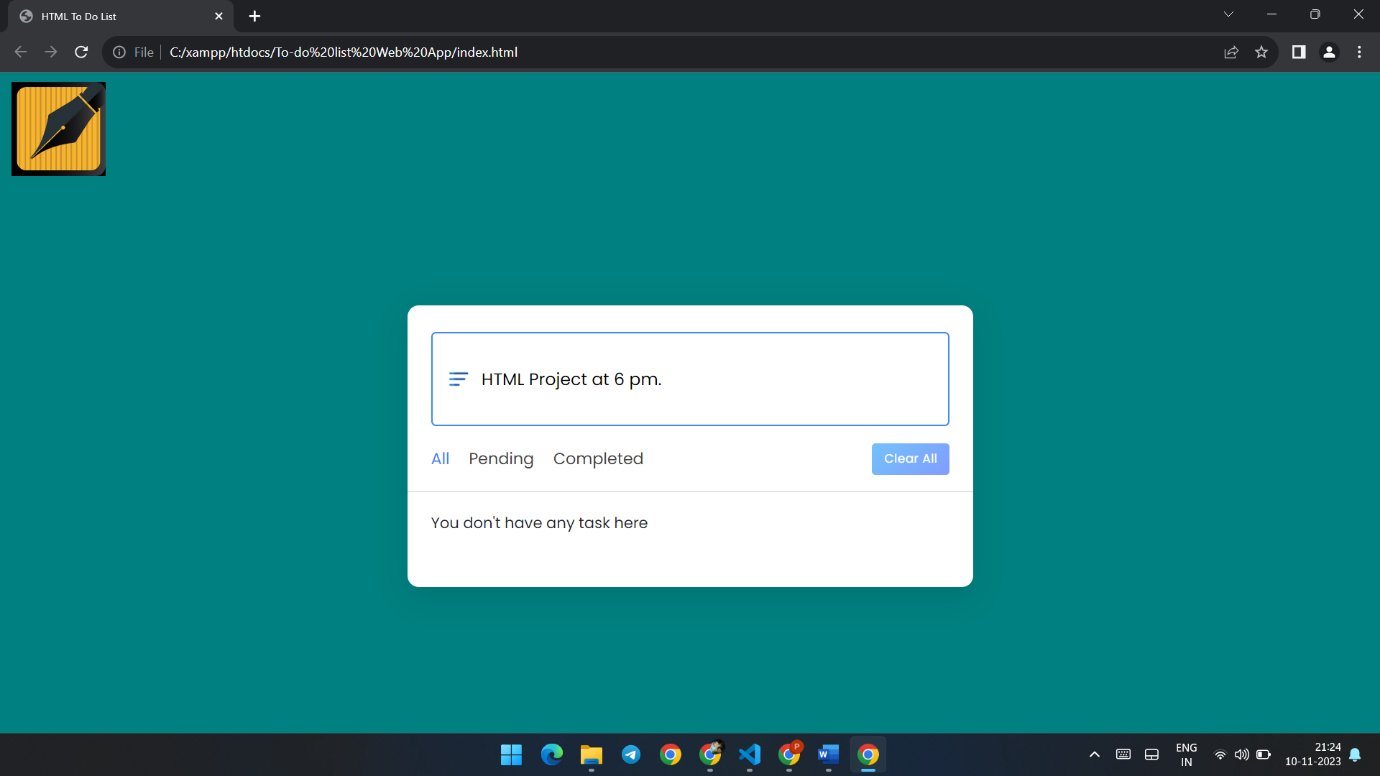 HTML To Do List
File
C:/xampp/htdocs/To-do%20list%20Web%20App/index.html
HTML Project at 6 pm.
All Pending Completed Clear All
You don't have any task here
P
W
ENG
IN
21:24
10-11-2023